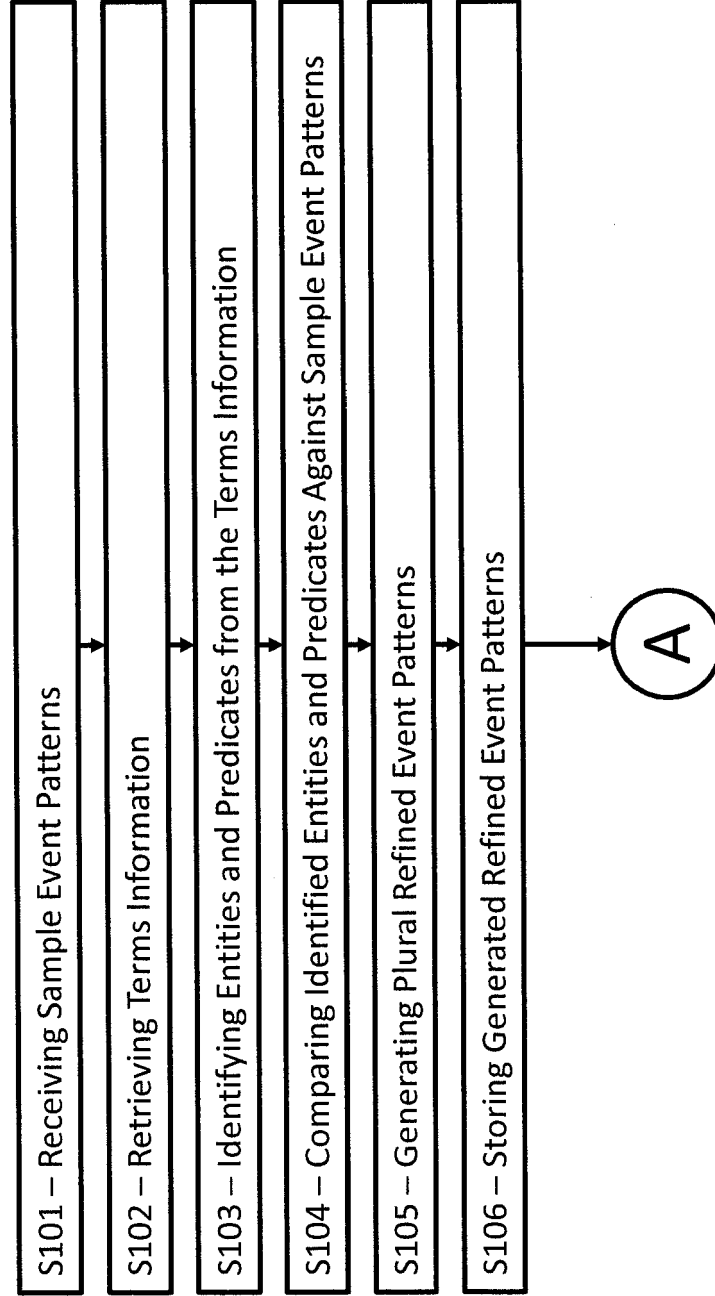 S101 – Receiving Sample Event Patterns
S102 – Retrieving Terms Information
S103 – Identifying Entities and Predicates from the Terms Information
S104 – Comparing Identified Entities and Predicates Against Sample Event Patterns
S105 – Generating Plural Refined Event Patterns
S106 – Storing Generated Refined Event Patterns
A